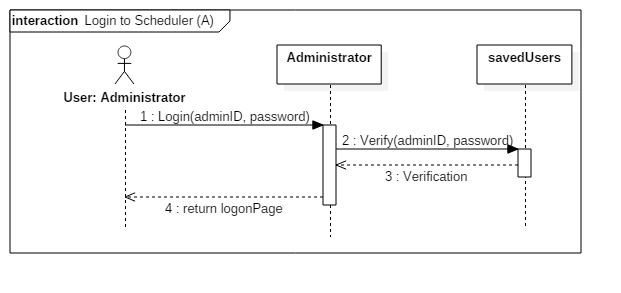 interaction Login to Scheduler (A)
Administrator
savedUsers
User: Administrator
1 : Login(adminID, password)
2 : Verify(adminID, password)
3 : Verification
4 : return logonPage